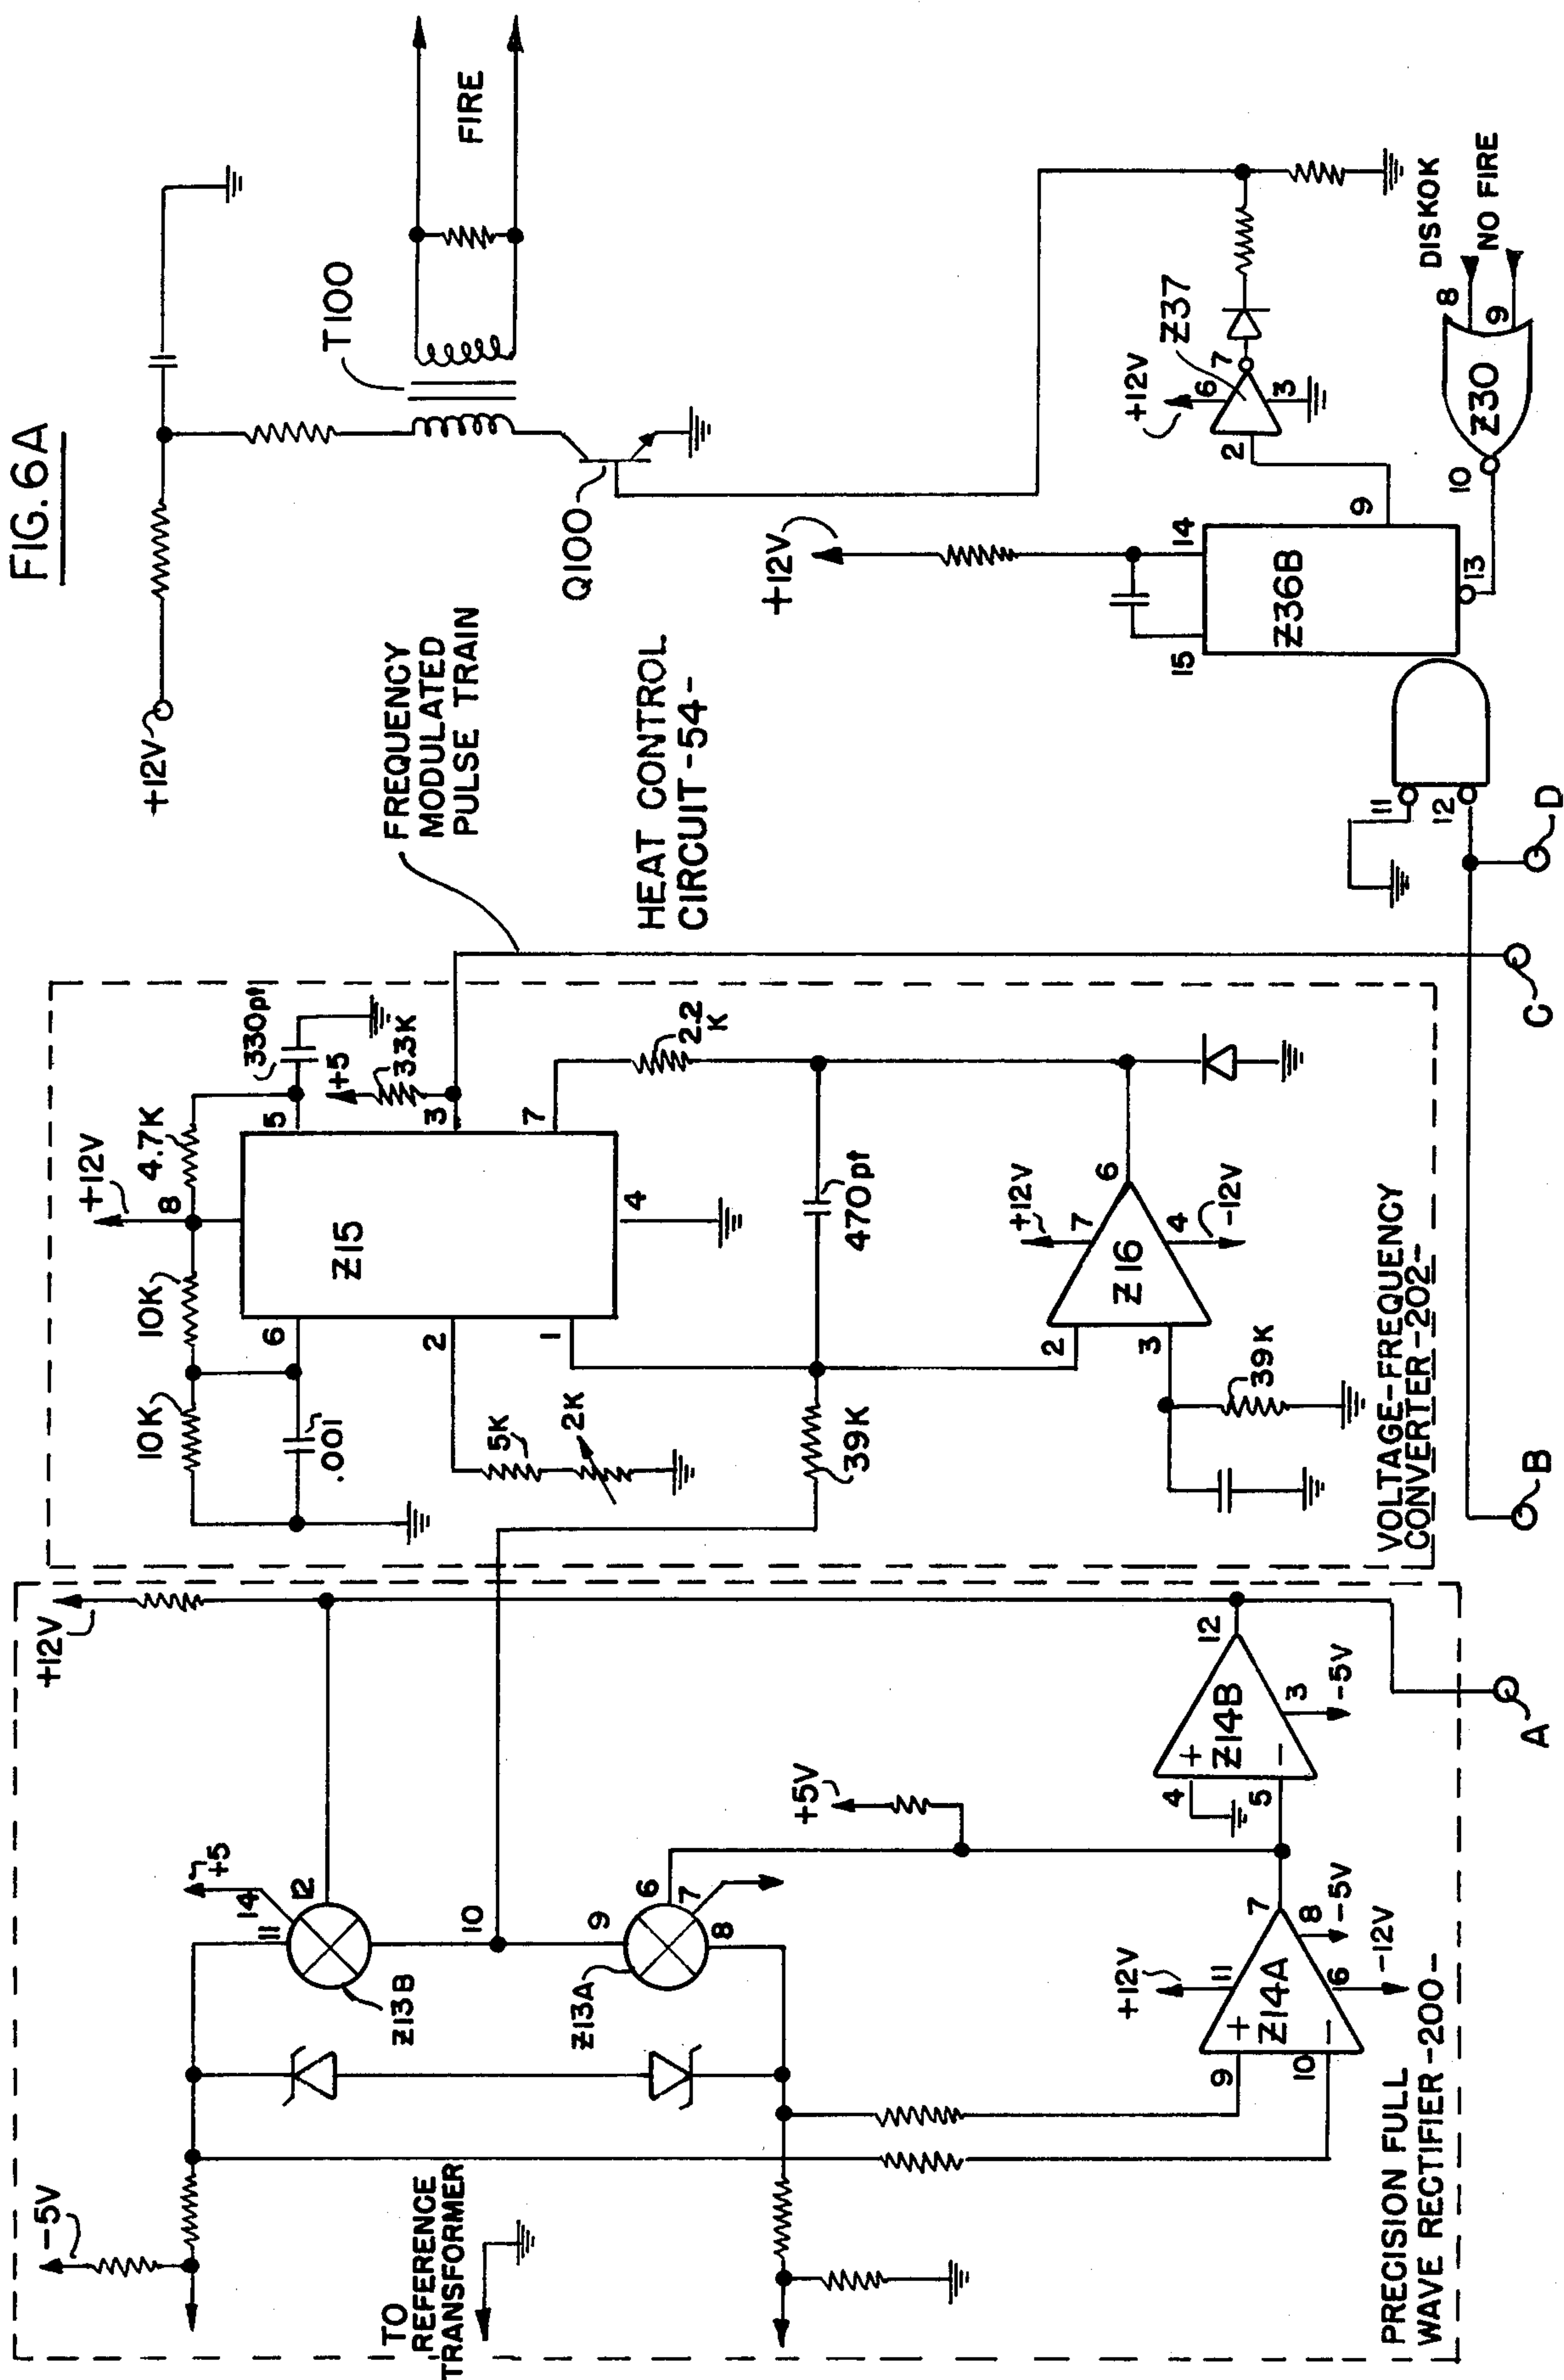 FIG. 6A
+12V
T100
FIRE
Q100
+12V
14
15
Z36B
9
13
+12V
6
Z37
7
2
3
DISKOK
NO FIRE
8
9
Z30
10
11
12
D
FREQUENCY
MODULATED
PULSE TRAIN
HEAT CONTROL
CIRCUIT-54-
C
+12V
8
4.7K
330pf
10K
10K
.001
6
5
+5
3.3K
3
2
Z15
7
2.2
K
1
4
5K
2K
39K
470pf
+12V
7
6
Z16
2
3
4
-12V
39K
VOLTAGE-FREQUENCY
CONVERTER-202-
B
+12V
+5
14
12
11
Z13B
10
9
6
7
8
Z13A
+5V
12
Z14B
+
-
4
5
3
-5V
A
7
8
-5V
+12V
11
Z14A
+
-
9
10
6
-12V
-5V
TO
REFERENCE
TRANSFORMER
PRECISION FULL
WAVE RECTIFIER-200-